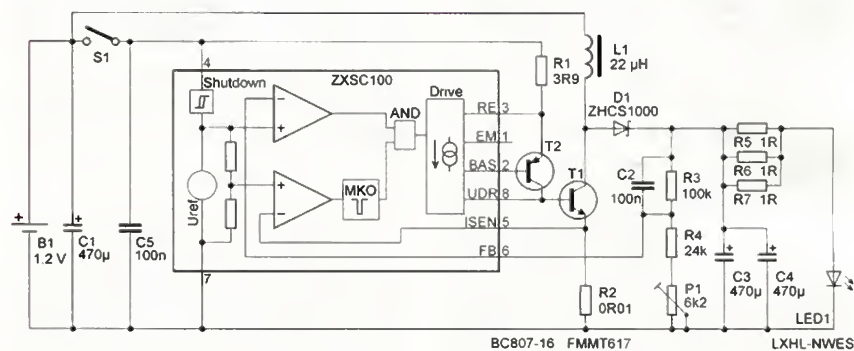 S1
4
Shutdown
ZXSC100
AND
Drive
RE 3
EM 1
BAS 2
UDR 8
ISEN 5
FB 6
MKO
Uref
7
+
B1
1.2 V
+
C1
470µ
C5
100n
R1
3R9
L1
22 µH
D1
ZHCS1000
T2
T1
C2
100n
R3
100k
R4
24k
P1
6k2
R2
0R01
R5 1R
R6 1R
R7 1R
+
C3
470µ
+
C4
470µ
LED1
BC807-16 FMMT617
LXHL-NWES